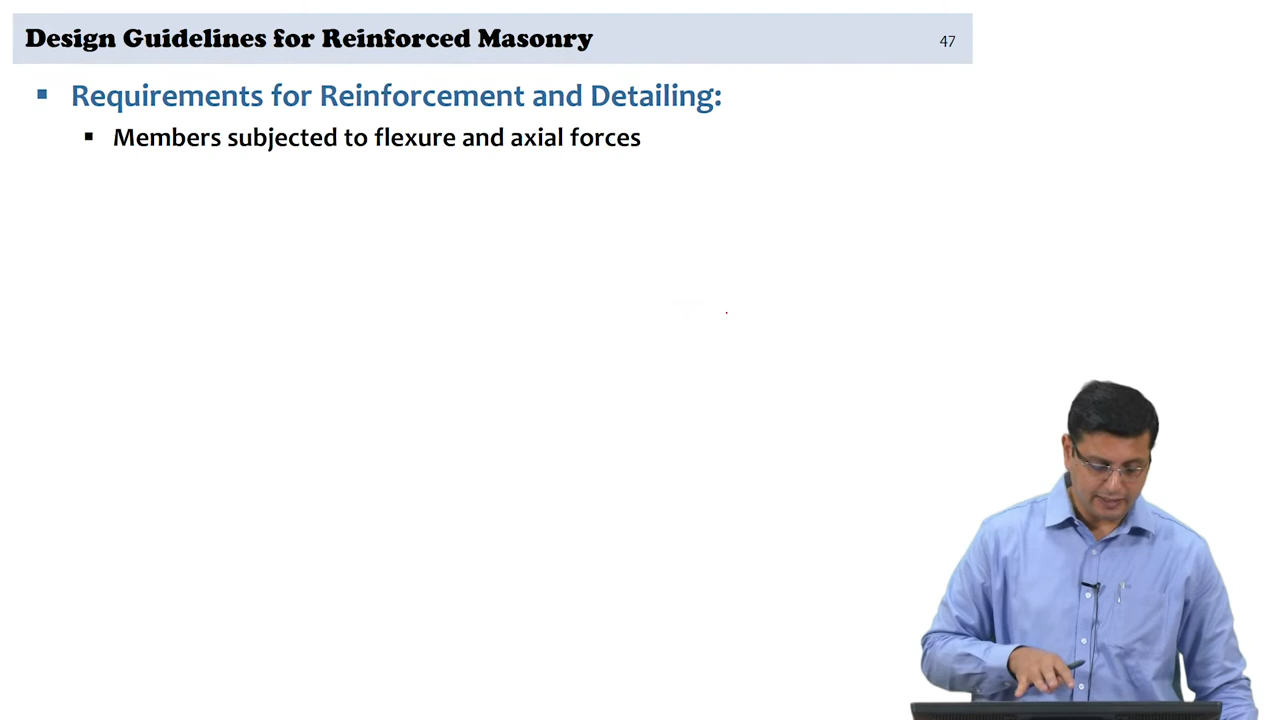 Design Guidelines for Reinforced Masonry
47
Requirements for Reinforcement and Detailing:
Members subjected to flexure and axial forces